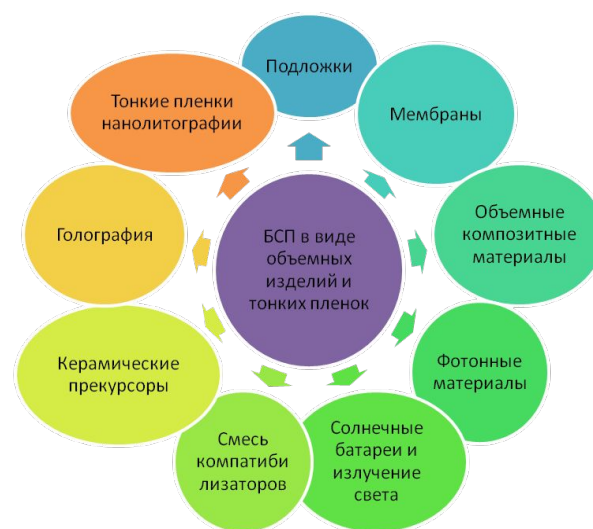 Подложки
Мембраны
Объемные
композитные
материалы
Фотонные
материалы
Солнечные
батареи и
излучение
света
Смесь
компатиби
лизаторов
Керамические
прекурсоры
Голография
Тонкие пленки
нанолитографии
БСП в виде
объемных
изделий и
тонких пленок